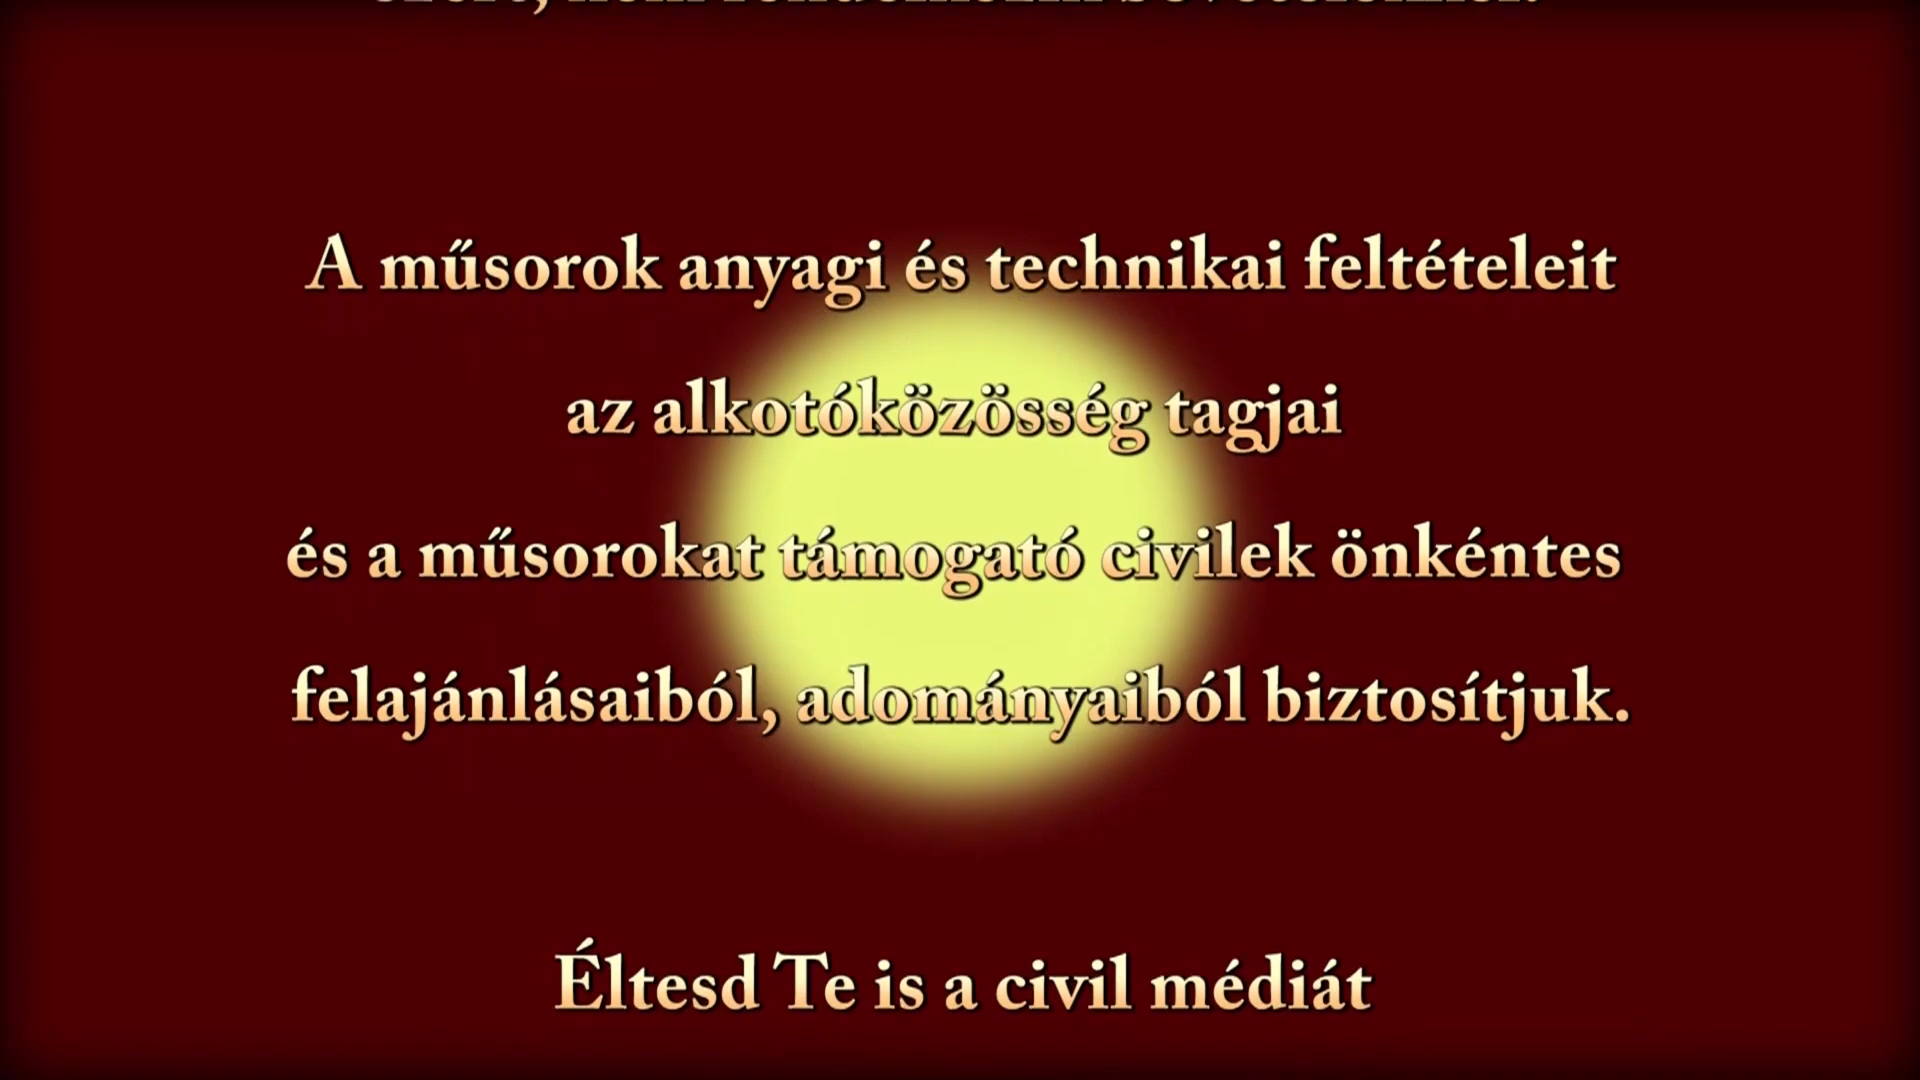 A műsorok anyagi és technikai feltételeit
az alkotóközösség tagjai
és a műsorokat támogató civilek önkéntes
felajánlásaiból, adományaiból biztosítjuk.
Éltesd Te is a civil médiát